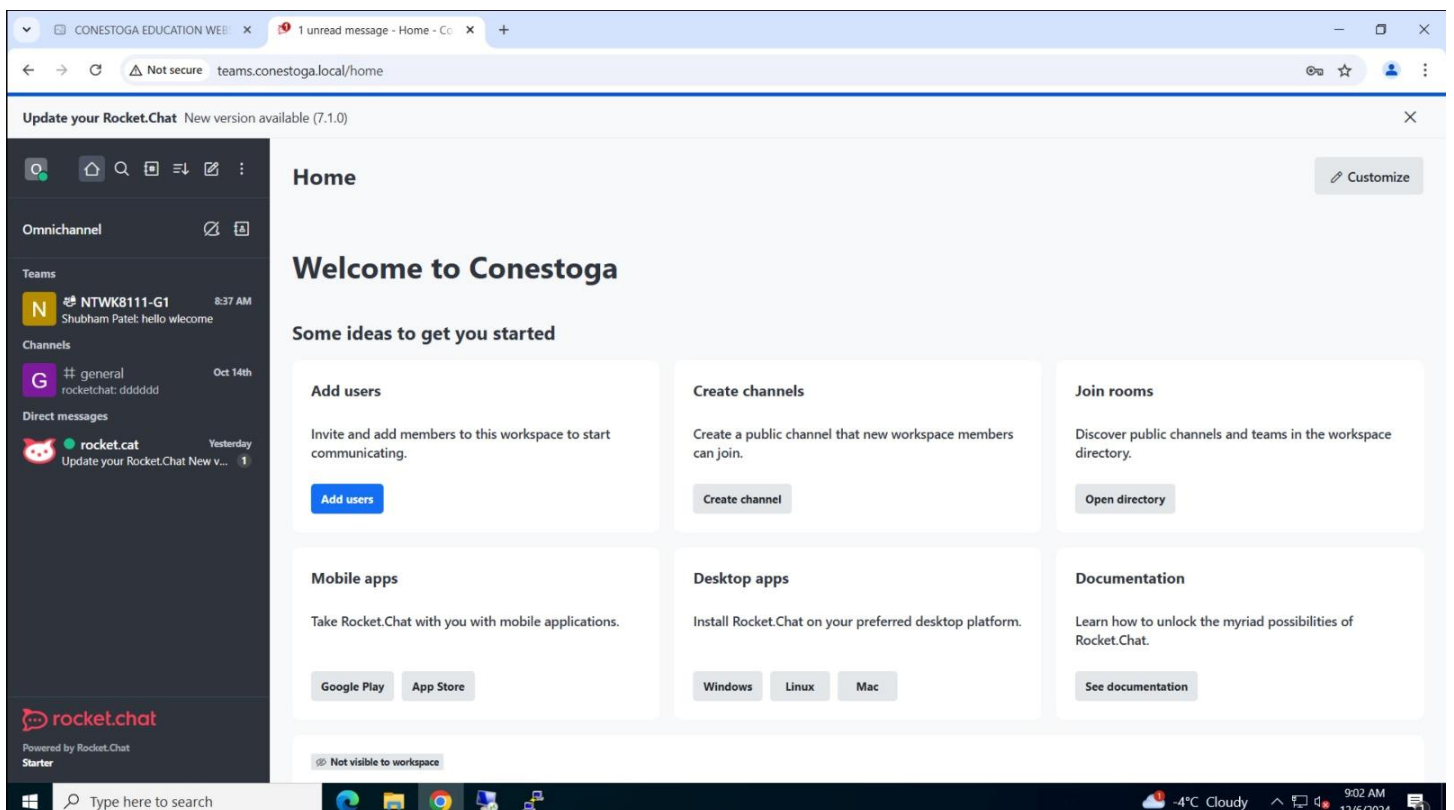 CONESTOGA EDUCATION WEB
1 unread message - Home - Co
Not secure teams.conestoga.local/home
Update your Rocket.Chat New version available (7.1.0)
O
Home
Customize
Omnichannel
Welcome to Conestoga
Teams
N
NTWK8111-G1 8:37 AM
Shubham Patel: hello wlecome
Some ideas to get you started
Channels
G
# general Oct 14th
rocketchat: dddddd
Direct messages
rocket.cat Yesterday
Update your Rocket.Chat New v... 1
Add users
Invite and add members to this workspace to start
communicating.
Add users
Create channels
Create a public channel that new workspace members
can join.
Create channel
Join rooms
Discover public channels and teams in the workspace
directory.
Open directory
Mobile apps
Take Rocket.Chat with you with mobile applications.
Google Play App Store
Desktop apps
Install Rocket.Chat on your preferred desktop platform.
Windows Linux Mac
Documentation
Learn how to unlock the myriad possibilities of
Rocket.Chat.
See documentation
rocket.chat
Powered by Rocket.Chat
Starter
Not visible to workspace
Type here to search
-4°C Cloudy
9:02 AM
12/6/2024